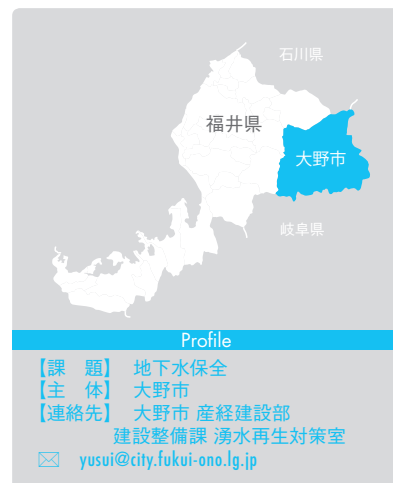 石川県
福井県
大野市
岐阜県
Profile
【課　題】　地下水保全
【主　体】　大野市
【連絡先】　大野市 産経建設部
建設整備課 湧水再生対策室
yusui@city.fukui-ono.lg.jp